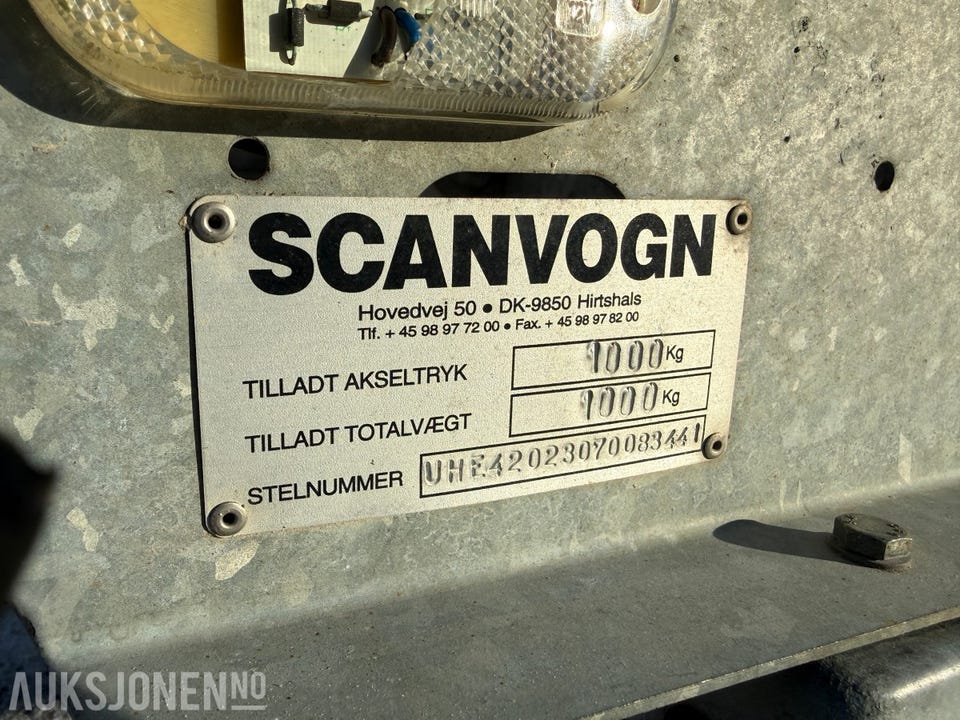 SCANVOGN
Hovedvej 50 • DK-9850 Hirtshals
Tlf. + 45 98 97 72 00 • Fax. + 45 98 97 82 00
TILLADT AKSELTRYK 1000 Kg
TILLADT TOTALVÆGT 1000 Kg
STELNUMMER UHE42023070083441
AUKSJONEN.NO